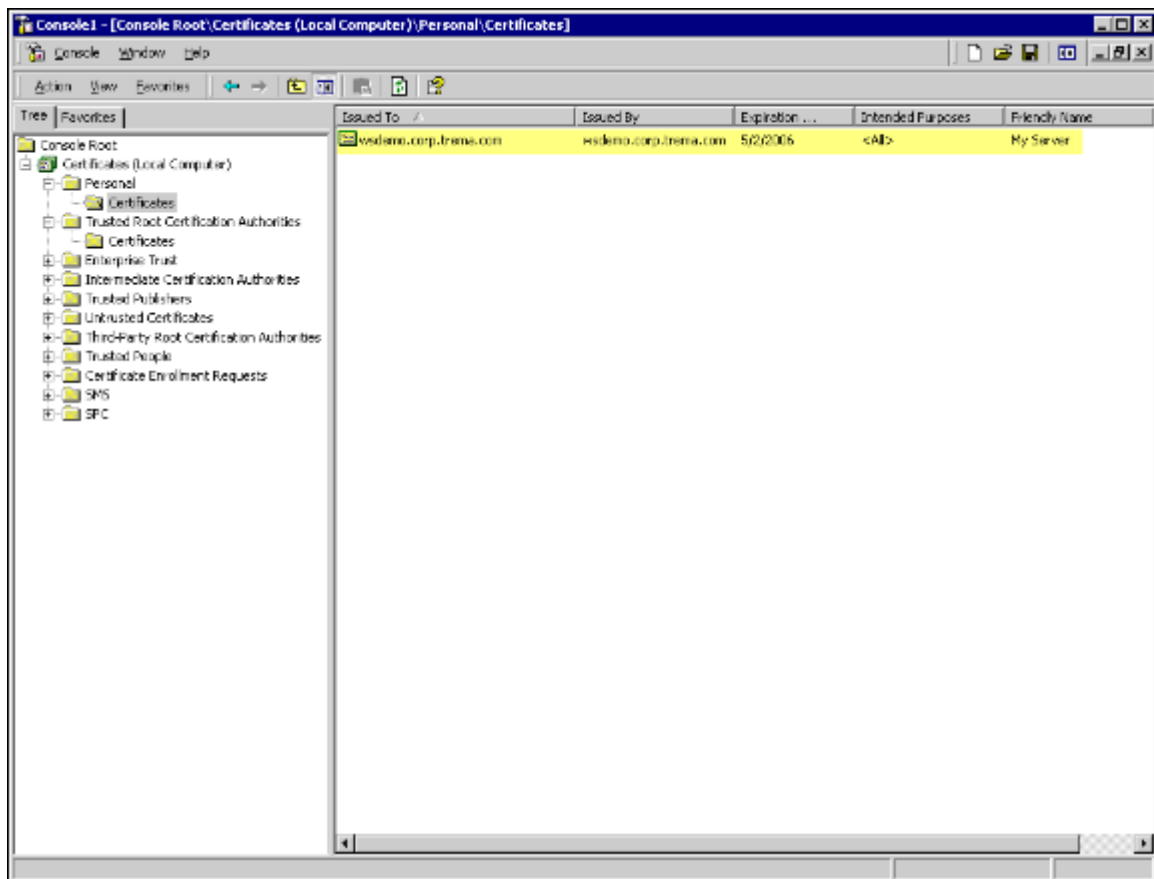 Console1 - [Console Root\Certificates (Local Computer)\Personal\Certificates]
Console Window Help
Action View Favorites
Tree Favorites
Issued To Issued By Expiration ... Intended Purposes Friendly Name
wsdemo.corp.trema.com wsdemo.corp.trema.com 5/2/2006 <All> My Server
Console Root
Certificates (Local Computer)
Personal
Certificates
Trusted Root Certification Authorities
Certificates
Enterprise Trust
Intermediate Certification Authorities
Trusted Publishers
Untrusted Certificates
Third-Party Root Certification Authorities
Trusted People
Certificate Enrollment Requests
SMS
SPC